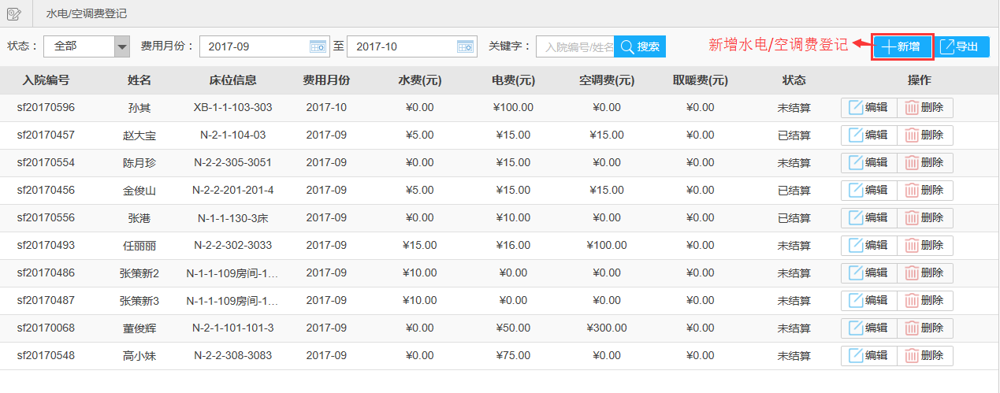 水电/空调费登记
状态： 全部 费用月份： 2017-09 至 2017-10 关键字： 入院编号/姓名 搜索 新增水电/空调费登记 新增 导出
入院编号 姓名 床位信息 费用月份 水费(元) 电费(元) 空调费(元) 取暖费(元) 状态 操作
sf20170596 孙其 XB-1-1-103-303 2017-10 ¥0.00 ¥100.00 ¥0.00 ¥0.00 未结算 编辑 删除
sf20170457 赵大宝 N-2-1-104-03 2017-09 ¥5.00 ¥15.00 ¥15.00 ¥0.00 已结算 编辑 删除
sf20170554 陈月珍 N-2-2-305-3051 2017-09 ¥0.00 ¥15.00 ¥0.00 ¥0.00 未结算 编辑 删除
sf20170456 金俊山 N-2-2-201-201-4 2017-09 ¥5.00 ¥15.00 ¥15.00 ¥0.00 已结算 编辑 删除
sf20170556 张港 N-1-1-130-3床 2017-09 ¥0.00 ¥10.00 ¥0.00 ¥0.00 已结算 编辑 删除
sf20170493 任丽丽 N-2-2-302-3033 2017-09 ¥15.00 ¥16.00 ¥100.00 ¥0.00 未结算 编辑 删除
sf20170486 张策新2 N-1-1-109房间-1... 2017-09 ¥10.00 ¥0.00 ¥0.00 ¥0.00 未结算 编辑 删除
sf20170487 张策新3 N-1-1-109房间-1... 2017-09 ¥10.00 ¥0.00 ¥0.00 ¥0.00 未结算 编辑 删除
sf20170068 董俊辉 N-2-1-101-101-3 2017-09 ¥0.00 ¥50.00 ¥300.00 ¥0.00 未结算 编辑 删除
sf20170548 高小妹 N-2-2-308-3083 2017-09 ¥0.00 ¥75.00 ¥0.00 ¥0.00 未结算 编辑 删除